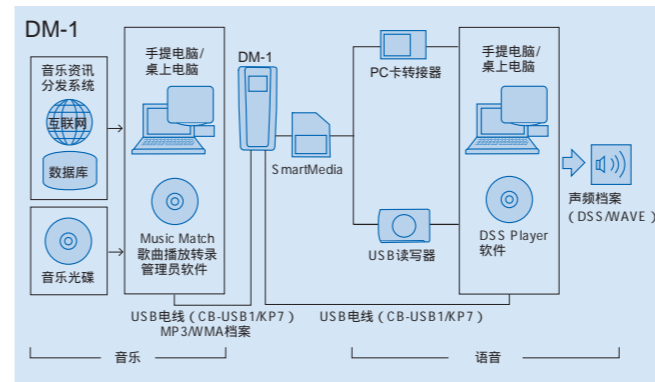 DM-1
音乐资讯
分发系统
互联网
数据库
音乐光碟
手提电脑/
桌上电脑
Music Match
歌曲播放转录
管理员软件
DM-1
SmartMedia
PC卡转接器
USB读写器
手提电脑/
桌上电脑
DSS Player
软件
声频档案
(DSS/WAVE)
USB电线(CB-USB1/KP7)
MP3/WMA档案
USB电线(CB-USB1/KP7)
音乐
语音